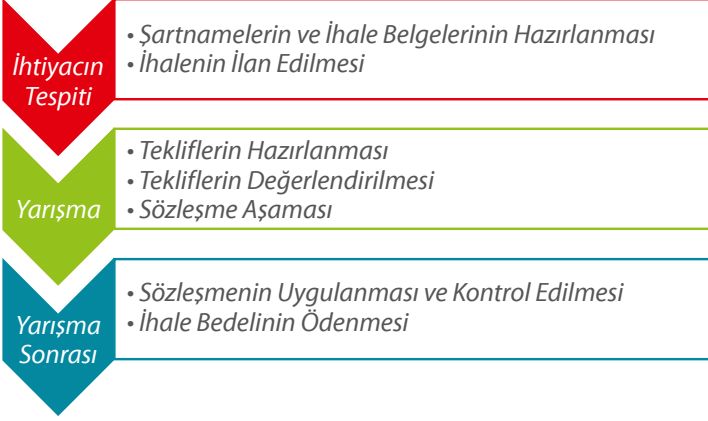 İhtiyacın
Tespiti
• Şartnamelerin ve İhale Belgelerinin Hazırlanması
• İhalenin İlan Edilmesi
Yarışma
• Tekliflerin Hazırlanması
• Tekliflerin Değerlendirilmesi
• Sözleşme Aşaması
Yarışma
Sonrası
• Sözleşmenin Uygulanması ve Kontrol Edilmesi
• İhale Bedelinin Ödenmesi